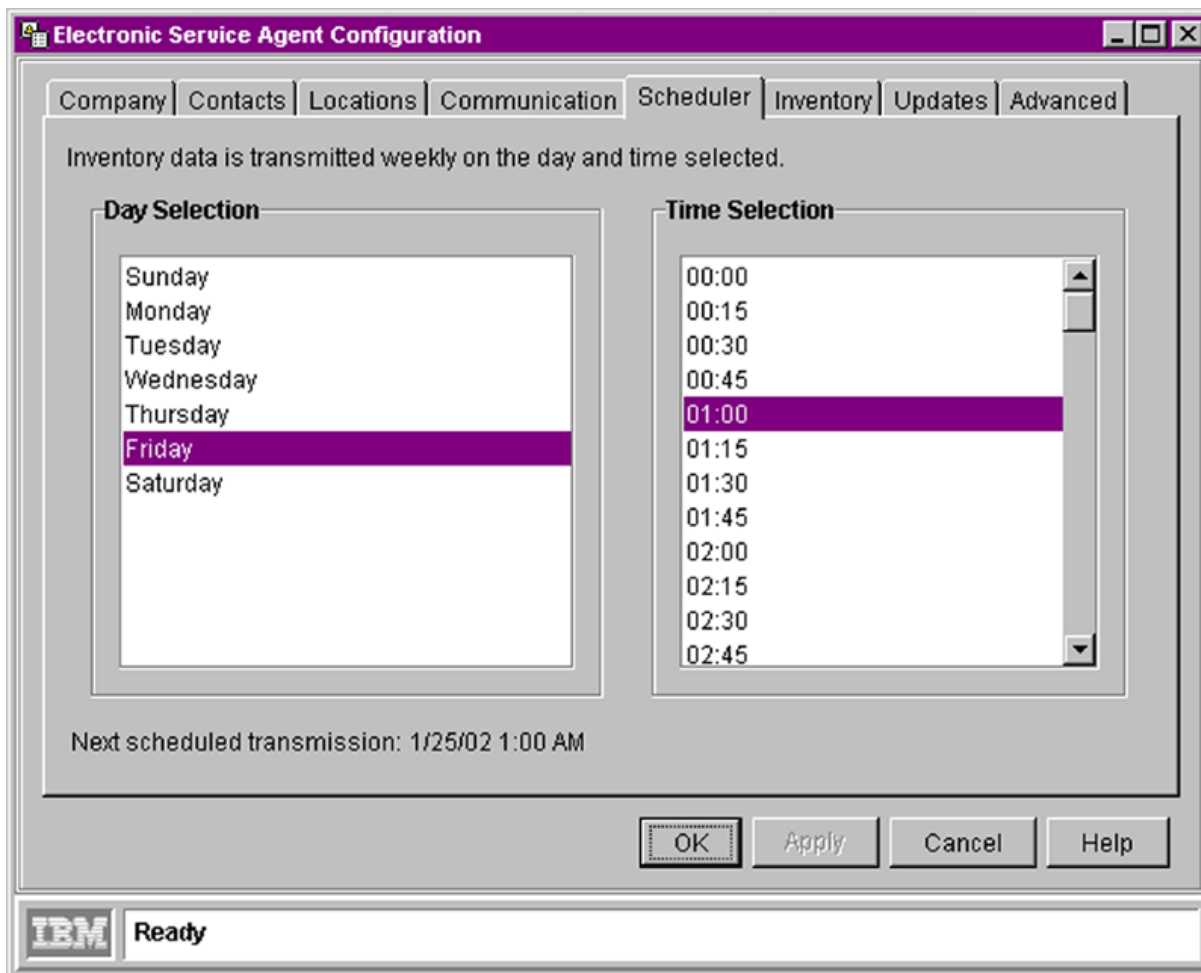 Electronic Service Agent Configuration
Company Contacts Locations Communication Scheduler Inventory Updates Advanced
Inventory data is transmitted weekly on the day and time selected.
Day Selection
Sunday
Monday
Tuesday
Wednesday
Thursday
Friday
Saturday
Time Selection
00:00
00:15
00:30
00:45
01:00
01:15
01:30
01:45
02:00
02:15
02:30
02:45
Next scheduled transmission: 1/25/02 1:00 AM
OK Apply Cancel Help
IBM Ready